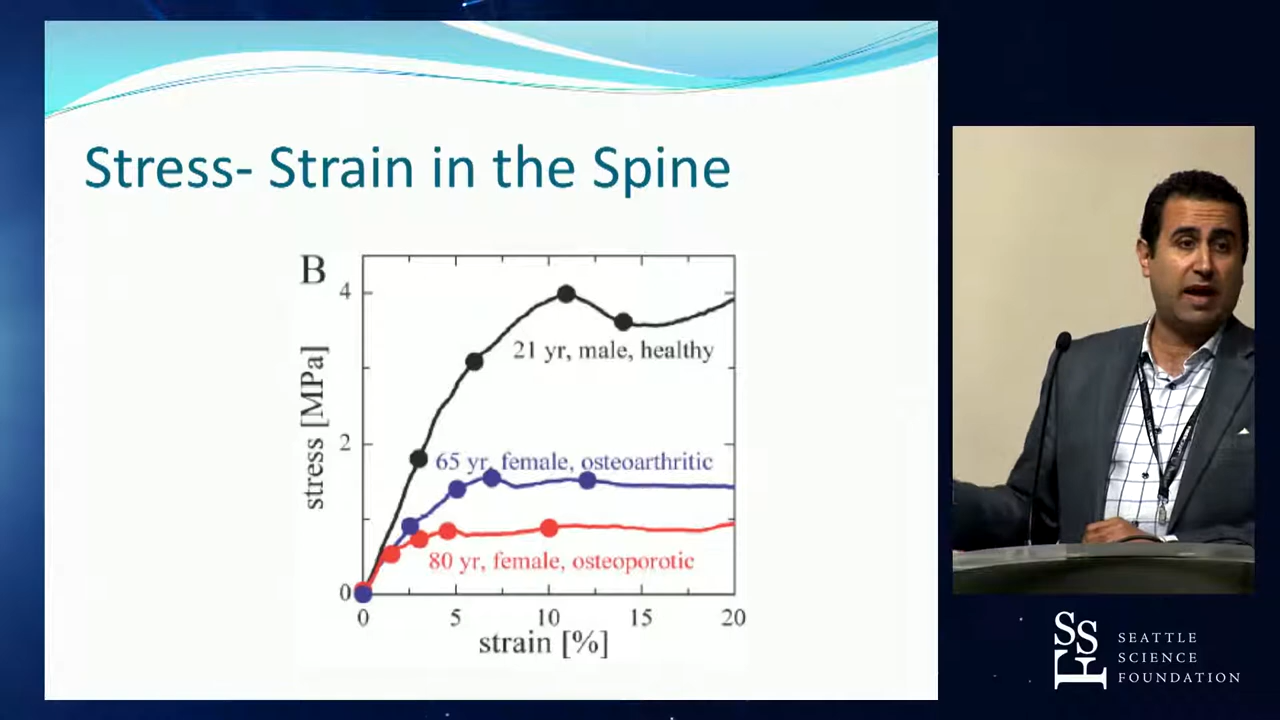 Stress- Strain in the Spine
B
4
2
0
stress [MPa]
21 yr, male, healthy
65 yr, female, osteoarthritic
80 yr, female, osteoporotic
0 5 10 15 20
strain [%]
SSF
SEATTLE
SCIENCE
FOUNDATION